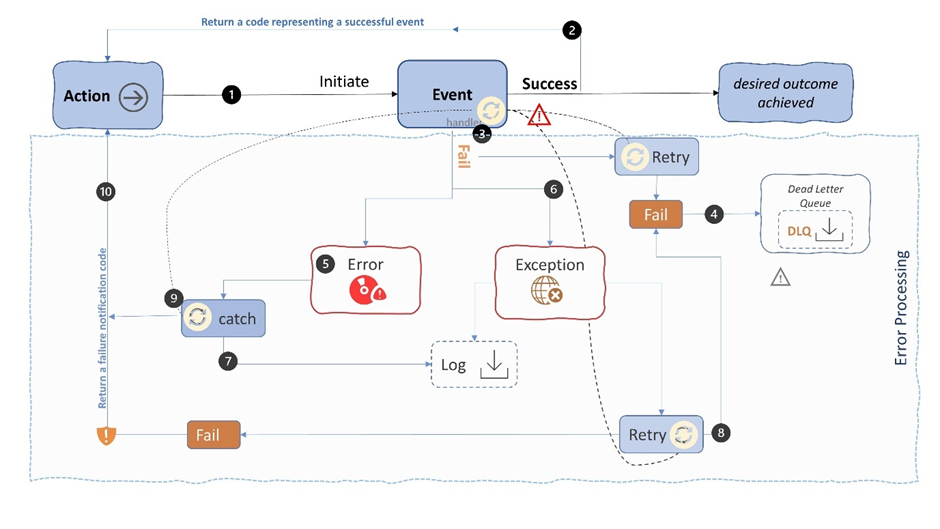 Return a code representing a successful event
2
Action
1
Initiate
Event
handler
Success
desired outcome
achieved
3
Fail
Retry
10
6
Fail
4
Dead Letter
Queue
DLQ
5
Error
Exception
Error Processing
9
catch
Return a failure notification code
7
Log
Fail
Retry
8